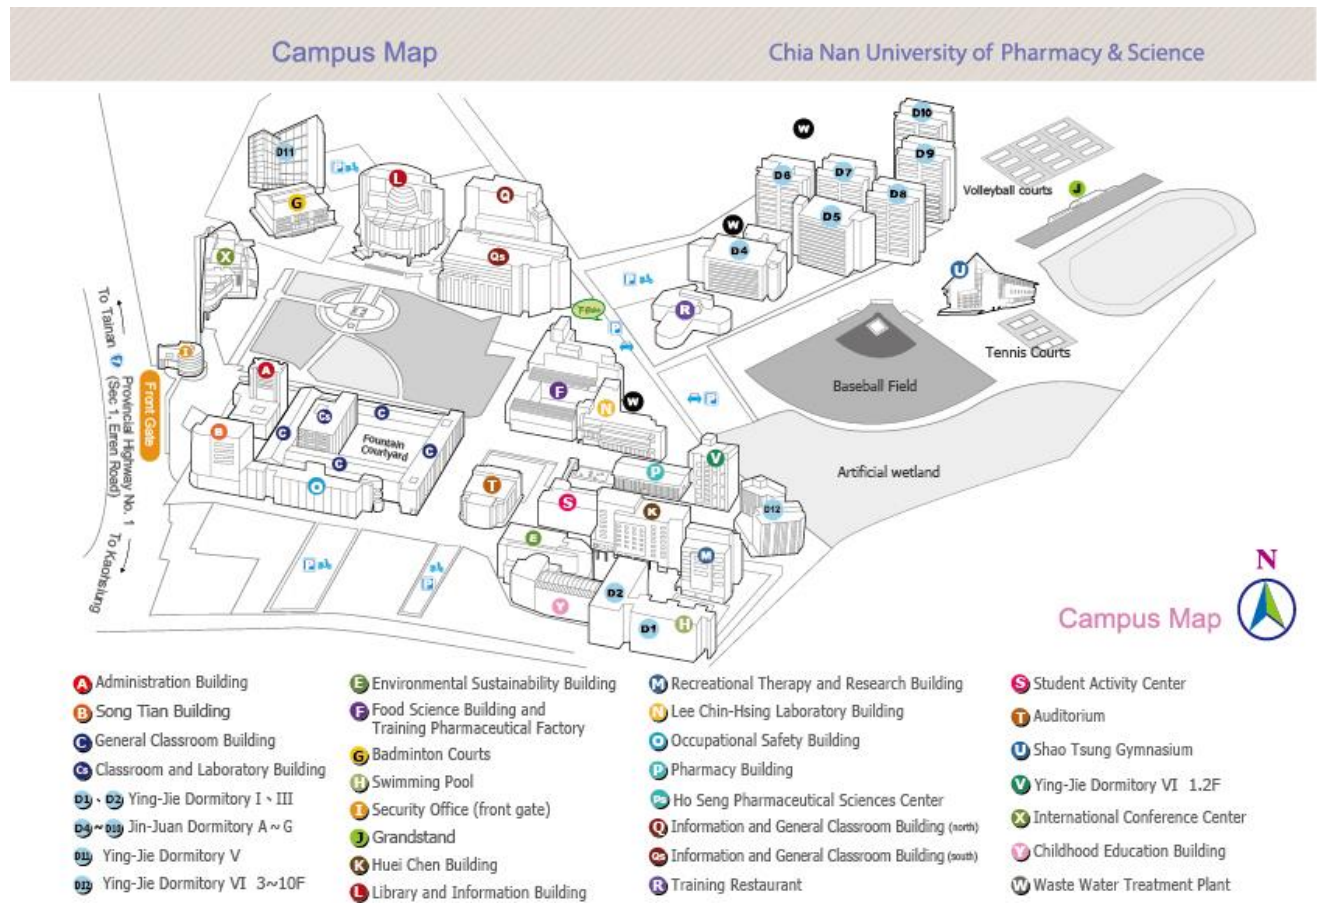 Campus Map
Chia Nan University of Pharmacy & Science
D10
W
D11
D9
L
D6
D7
Q
D8
Volleyball courts
J
G
D5
W
D4
Qs
X
U
R
I
Tennis Courts
To Tainan
Provincial Highway No. 1
(Sec 1, Erren Road)
To Kaohsiung
Front Gate
A
Baseball Field
F
N
W
Cs
C
B
C
Fountain
Courtyard
C
C
V
P
Artificial wetland
O
T
S
K
D12
E
M
N
D2
Y
D1
H
Campus Map
A Administration Building
B Song Tian Building
C General Classroom Building
Cs Classroom and Laboratory Building
D1、D2 Ying-Jie Dormitory I、III
D4~D10 Jin-Juan Dormitory A~G
D11 Ying-Jie Dormitory V
D12 Ying-Jie Dormitory VI 3~10F
E Environmental Sustainability Building
F Food Science Building and
Training Pharmaceutical Factory
G Badminton Courts
H Swimming Pool
I Security Office (front gate)
J Grandstand
K Huei Chen Building
L Library and Information Building
M Recreational Therapy and Research Building
N Lee Chin-Hsing Laboratory Building
O Occupational Safety Building
P Pharmacy Building
Ps Ho Seng Pharmaceutical Sciences Center
Q Information and General Classroom Building (north)
Qs Information and General Classroom Building (south)
R Training Restaurant
S Student Activity Center
T Auditorium
U Shao Tsung Gymnasium
V Ying-Jie Dormitory VI 1.2F
X International Conference Center
Y Childhood Education Building
W Waste Water Treatment Plant